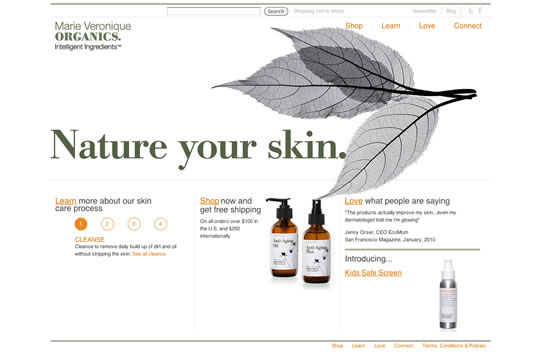 Search
Shopping cart is empty.
Newsletter
Blog
Marie Veronique
ORGANICS.
Intelligent Ingredients™
Shop
Learn
Love
Connect
Nature your skin.
Learn more about our skin
care process
1
2
3
4
CLEANSE
Cleanse to remove daily build up of dirt and oil
without stripping the skin. See all cleanse
Shop now and
get free shipping
On all orders over $100 in
the U.S. and $250
internationally
Anti-Aging
Oil
Anti-Aging
Mist
Love what people are saying
"The products actually improve my skin...even my
dermatologist told me I'm glowing"
Jenny Orser, CEO EcoMom
San Francisco Magazine, January, 2010
Introducing...
Kids Safe Screen
Shop
Learn
Love
Connect
Terms, Conditions & Policies